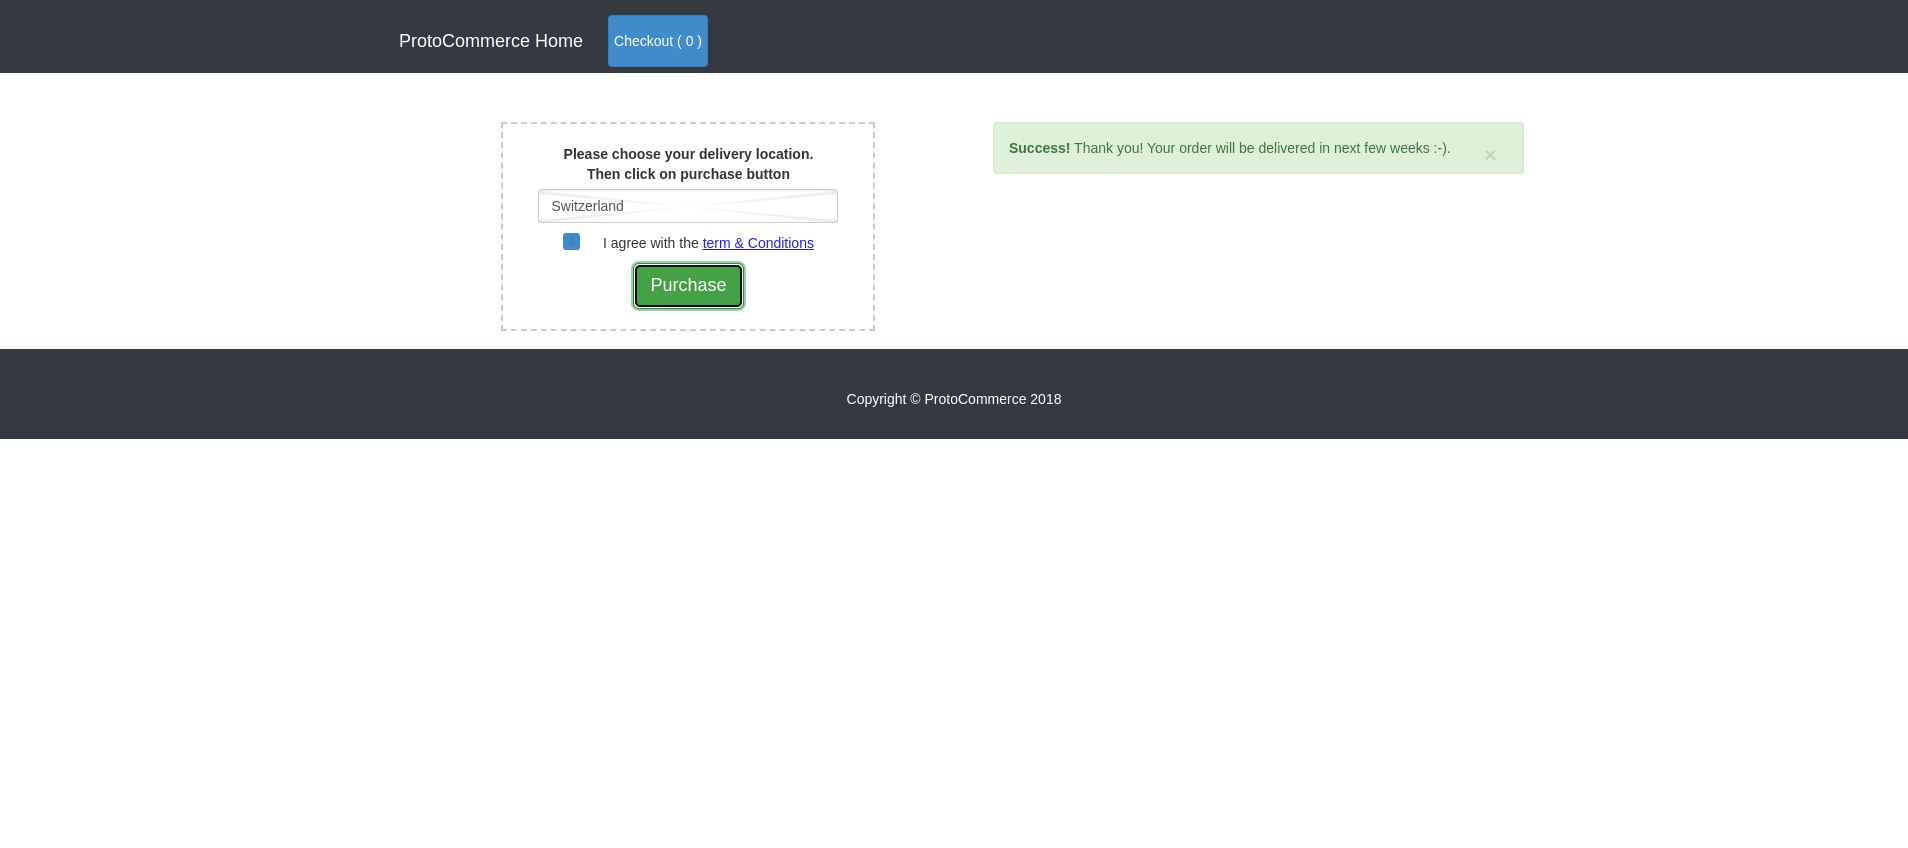 ProtoCommerce Home Checkout ( 0 )
Please choose your delivery location.
Then click on purchase button
Switzerland
I agree with the term & Conditions
Purchase
Success! Thank you! Your order will be delivered in next few weeks :-).
×
Copyright © ProtoCommerce 2018